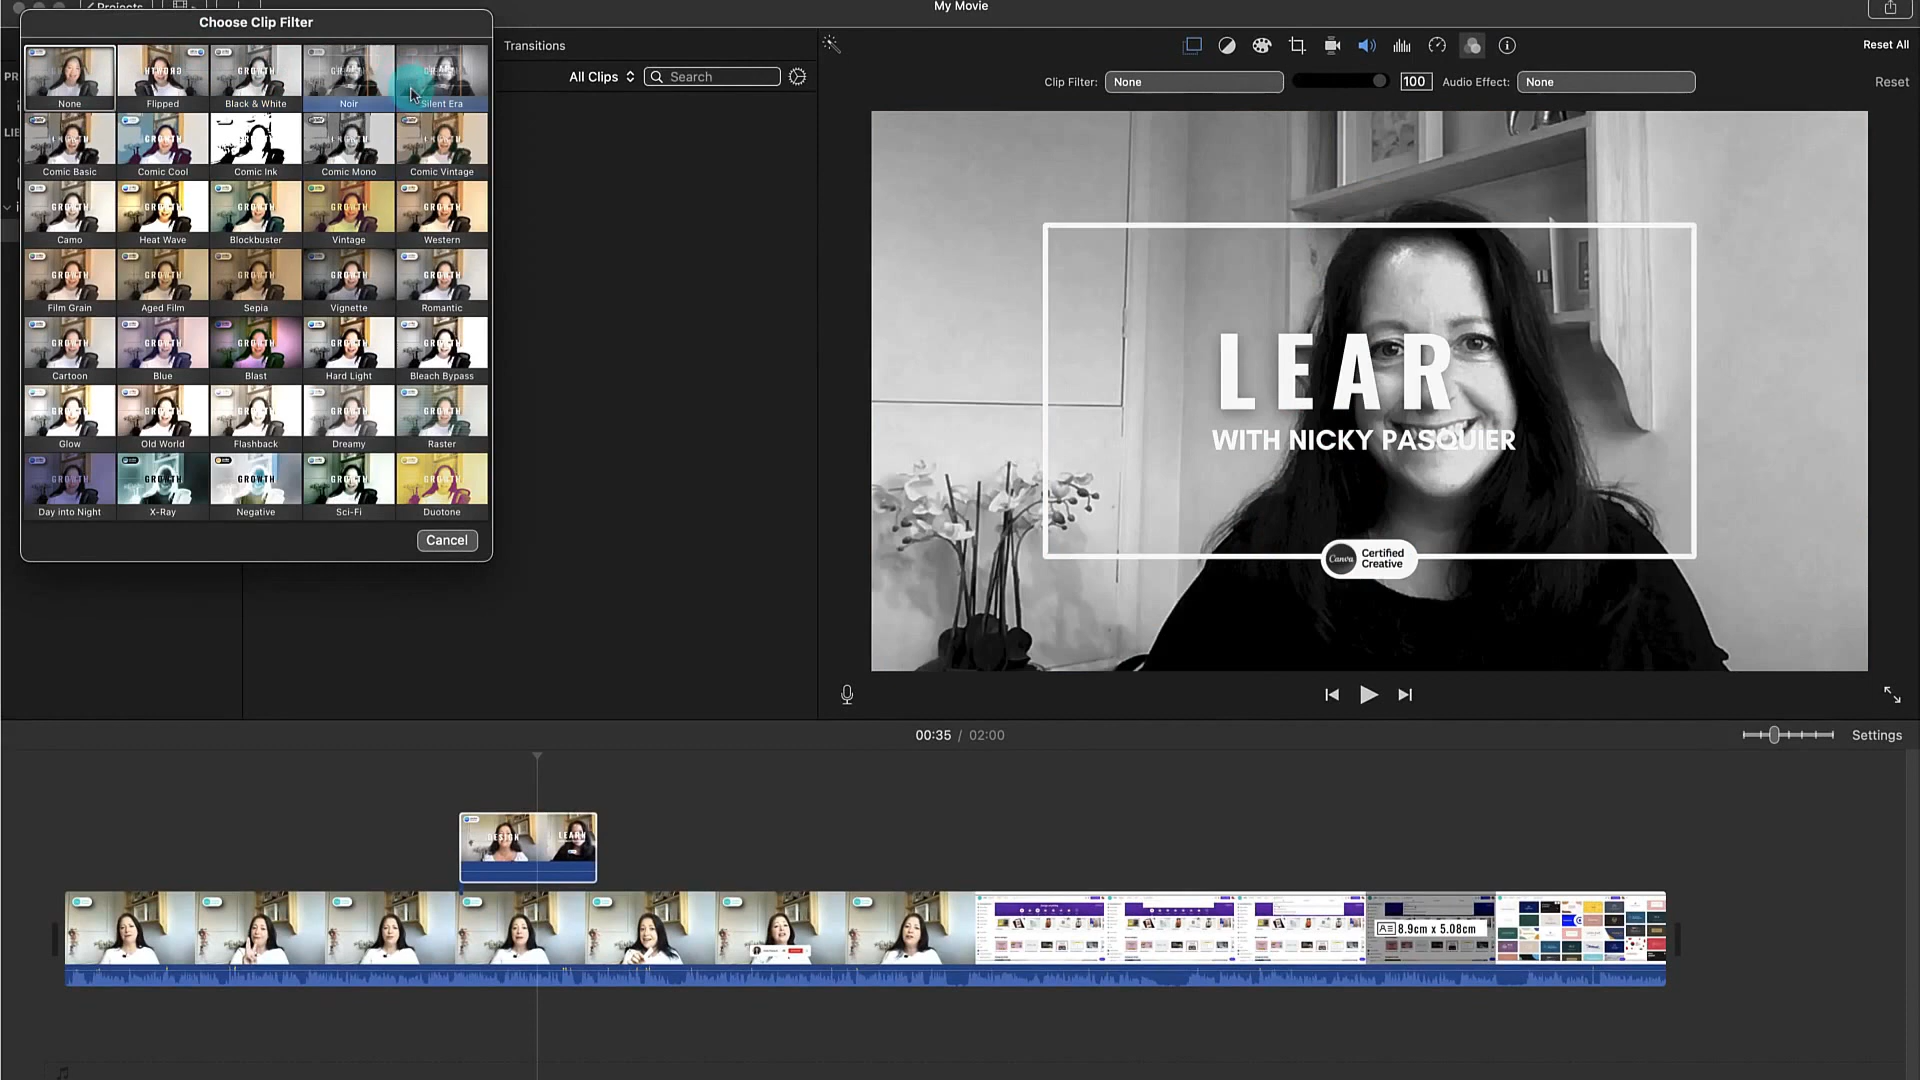 Projects
My Movie
Choose Clip Filter
None
Flipped
Black & White
Noir
Silent Era
Comic Basic
Comic Cool
Comic Ink
Comic Mono
Comic Vintage
Camo
Heat Wave
Blockbuster
Vintage
Western
Film Grain
Aged Film
Sepia
Vignette
Romantic
Cartoon
Blue
Blast
Hard Light
Bleach Bypass
Glow
Old World
Flashback
Dreamy
Raster
Day into Night
X-Ray
Negative
Sci-Fi
Duotone
Cancel
Transitions
All Clips
Search
Reset All
Clip Filter:
None
100
Audio Effect:
None
Reset
LEAR
WITH NICKY PASQUIER
Canva
Certified
Creative
00:35 / 02:00
Settings
DESIGN
LEARN
8.9cm x 5.08cm